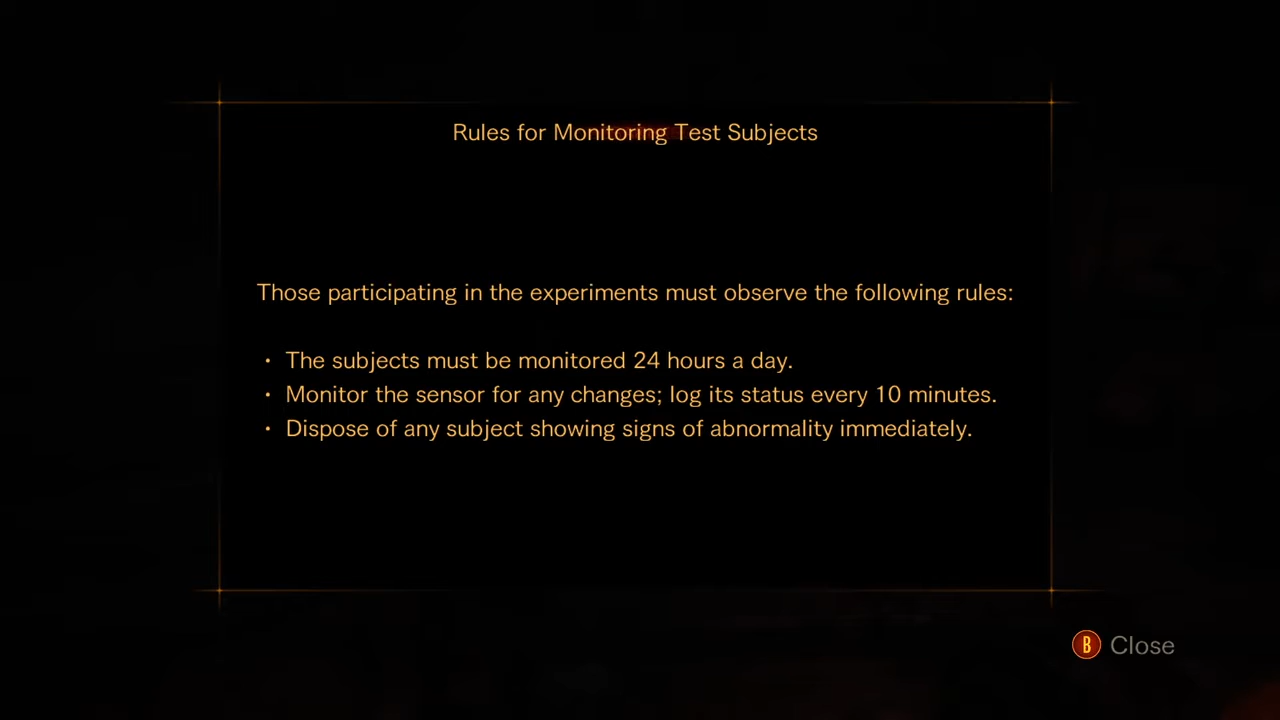 Rules for Monitoring Test Subjects
Those participating in the experiments must observe the following rules:
・ The subjects must be monitored 24 hours a day.
・ Monitor the sensor for any changes; log its status every 10 minutes.
・ Dispose of any subject showing signs of abnormality immediately.
B Close